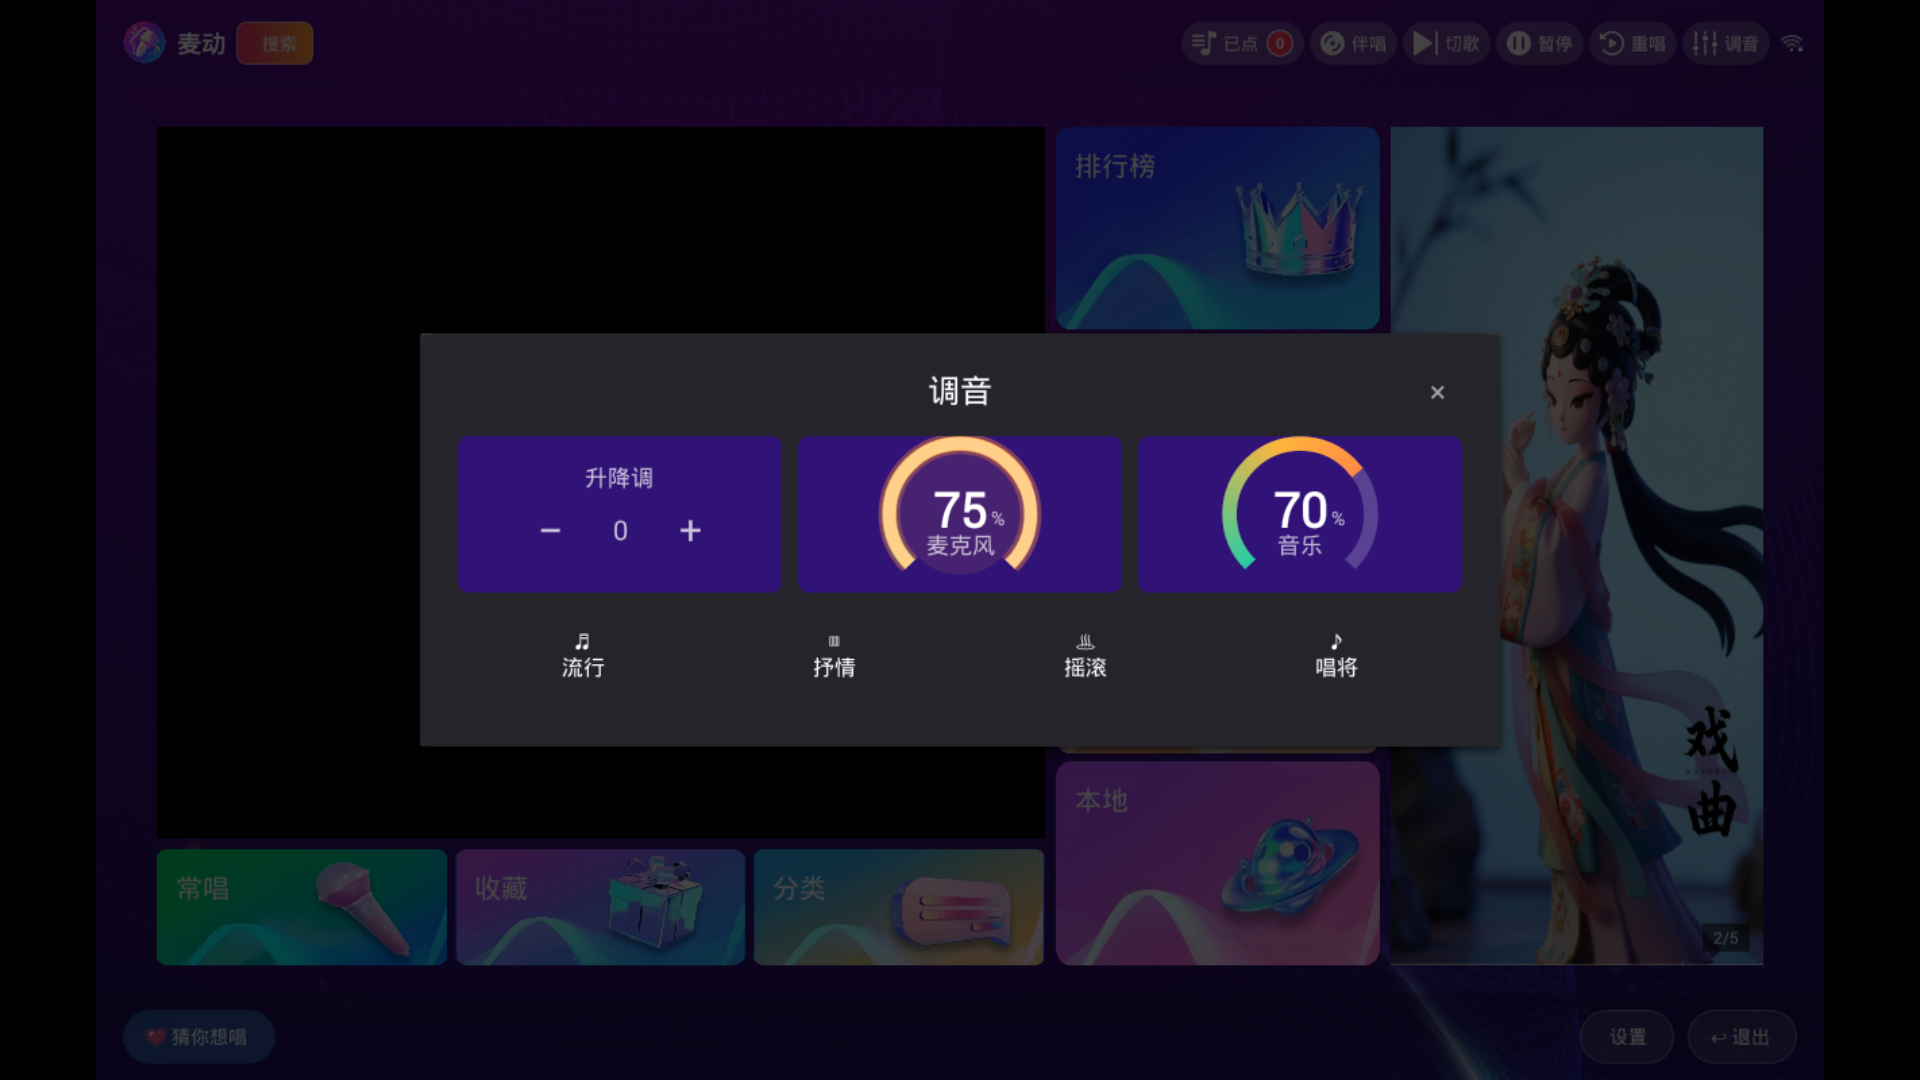 麦动
搜索
已点 0
伴唱
切歌
暂停
重唱
调音
排行榜
调音
×
升降调
− 0 +
75%
麦克风
70%
音乐
流行
抒情
摇滚
唱将
戏曲
本地
常唱
收藏
分类
2/5
猜你想唱
设置
退出